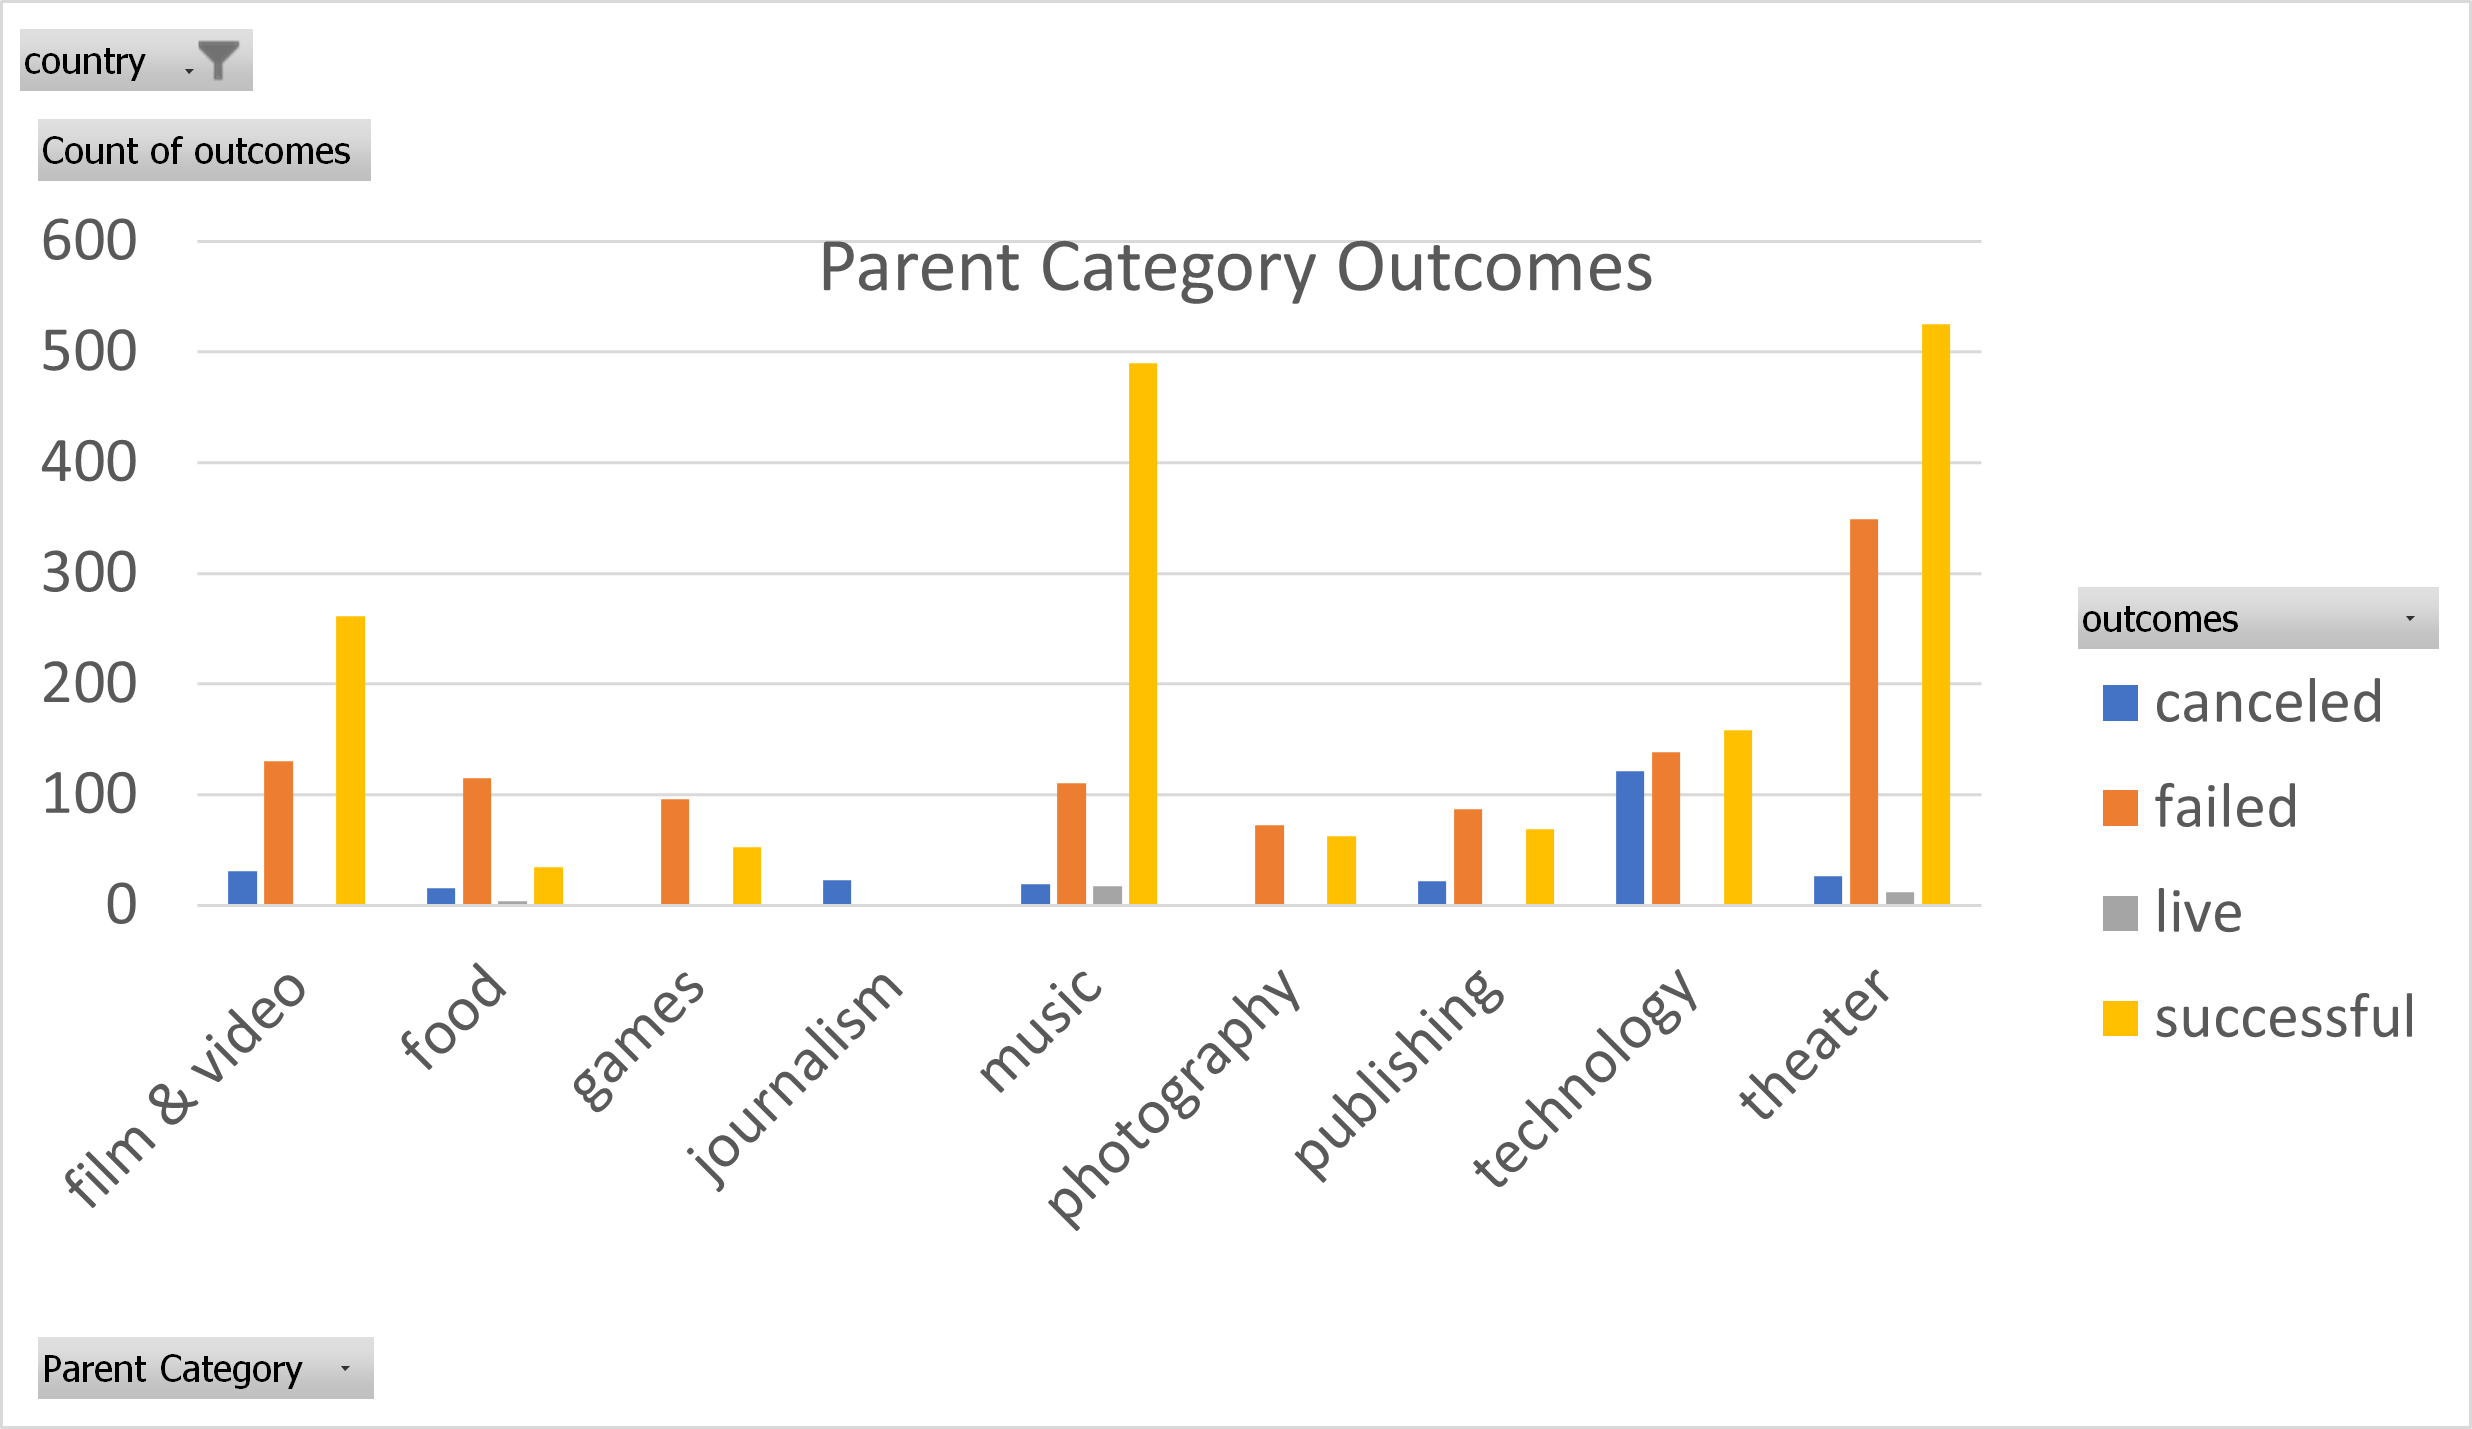 country
Count of outcomes
Parent Category Outcomes
600
500
400
300
200
100
0
film & video
food
games
journalism
music
photography
publishing
technology
theater
outcomes
canceled
failed
live
successful
Parent Category